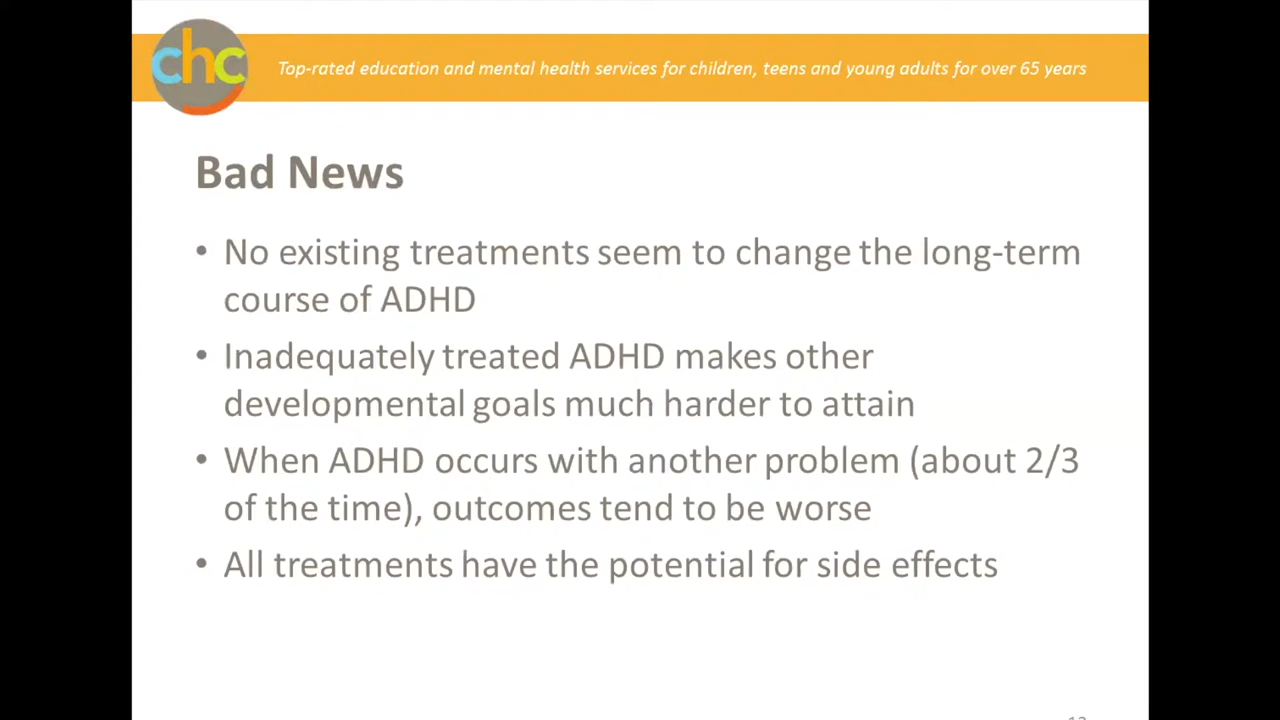 chc
Top-rated education and mental health services for children, teens and young adults for over 65 years
Bad News
• No existing treatments seem to change the long-term
course of ADHD
• Inadequately treated ADHD makes other
developmental goals much harder to attain
• When ADHD occurs with another problem (about 2/3
of the time), outcomes tend to be worse
• All treatments have the potential for side effects